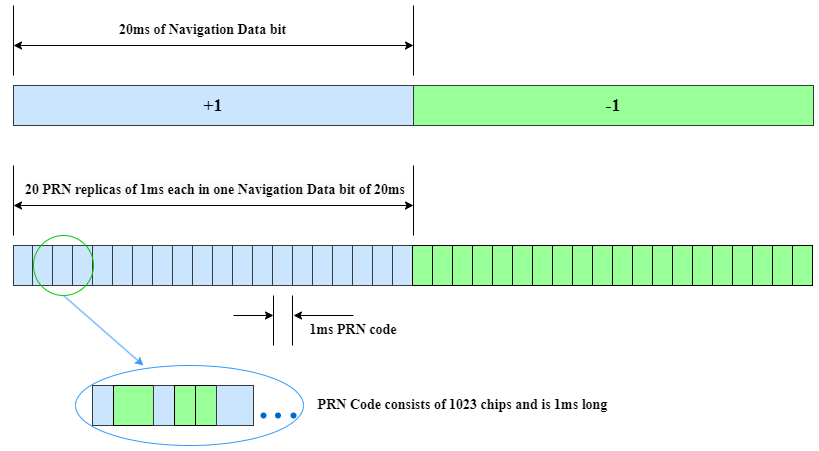 20ms of Navigation Data bit
+1
-1
20 PRN replicas of 1ms each in one Navigation Data bit of 20ms
1ms PRN code
PRN Code consists of 1023 chips and is 1ms long